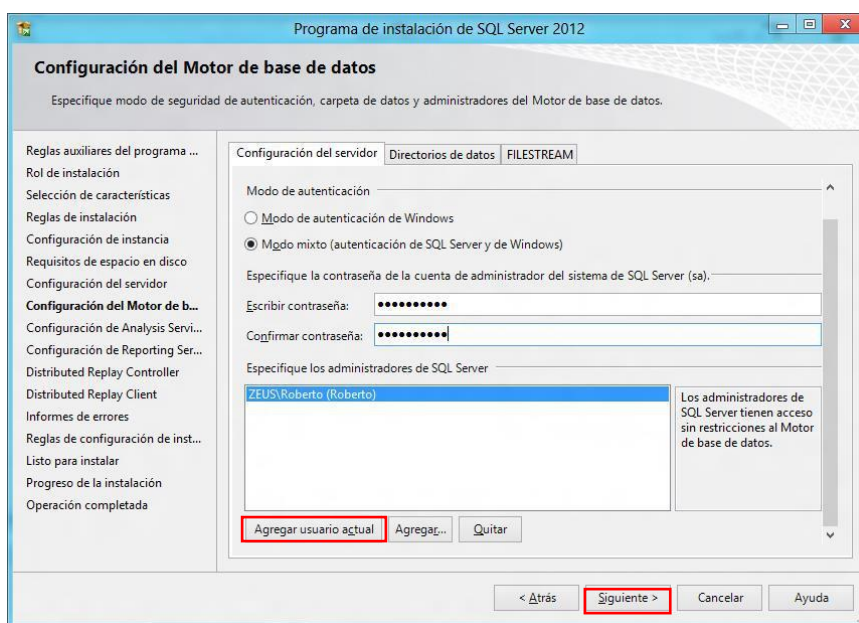 Programa de instalación de SQL Server 2012
Configuración del Motor de base de datos
Especifique modo de seguridad de autenticación, carpeta de datos y administradores del Motor de base de datos.
Reglas auxiliares del programa ...
Rol de instalación
Selección de características
Reglas de instalación
Configuración de instancia
Requisitos de espacio en disco
Configuración del servidor
Configuración del Motor de b...
Configuración de Analysis Servi...
Configuración de Reporting Ser...
Distributed Replay Controller
Distributed Replay Client
Informes de errores
Reglas de configuración de inst...
Listo para instalar
Progreso de la instalación
Operación completada
Configuración del servidor Directorios de datos FILESTREAM
Modo de autenticación
Modo de autenticación de Windows
Modo mixto (autenticación de SQL Server y de Windows)
Especifique la contraseña de la cuenta de administrador del sistema de SQL Server (sa).
Escribir contraseña: ●●●●●●●●●●
Confirmar contraseña: ●●●●●●●●●●
Especifique los administradores de SQL Server
ZEUS\Roberto (Roberto)
Los administradores de
SQL Server tienen acceso
sin restricciones al Motor
de base de datos.
Agregar usuario actual Agregar... Quitar
< Atrás Siguiente > Cancelar Ayuda